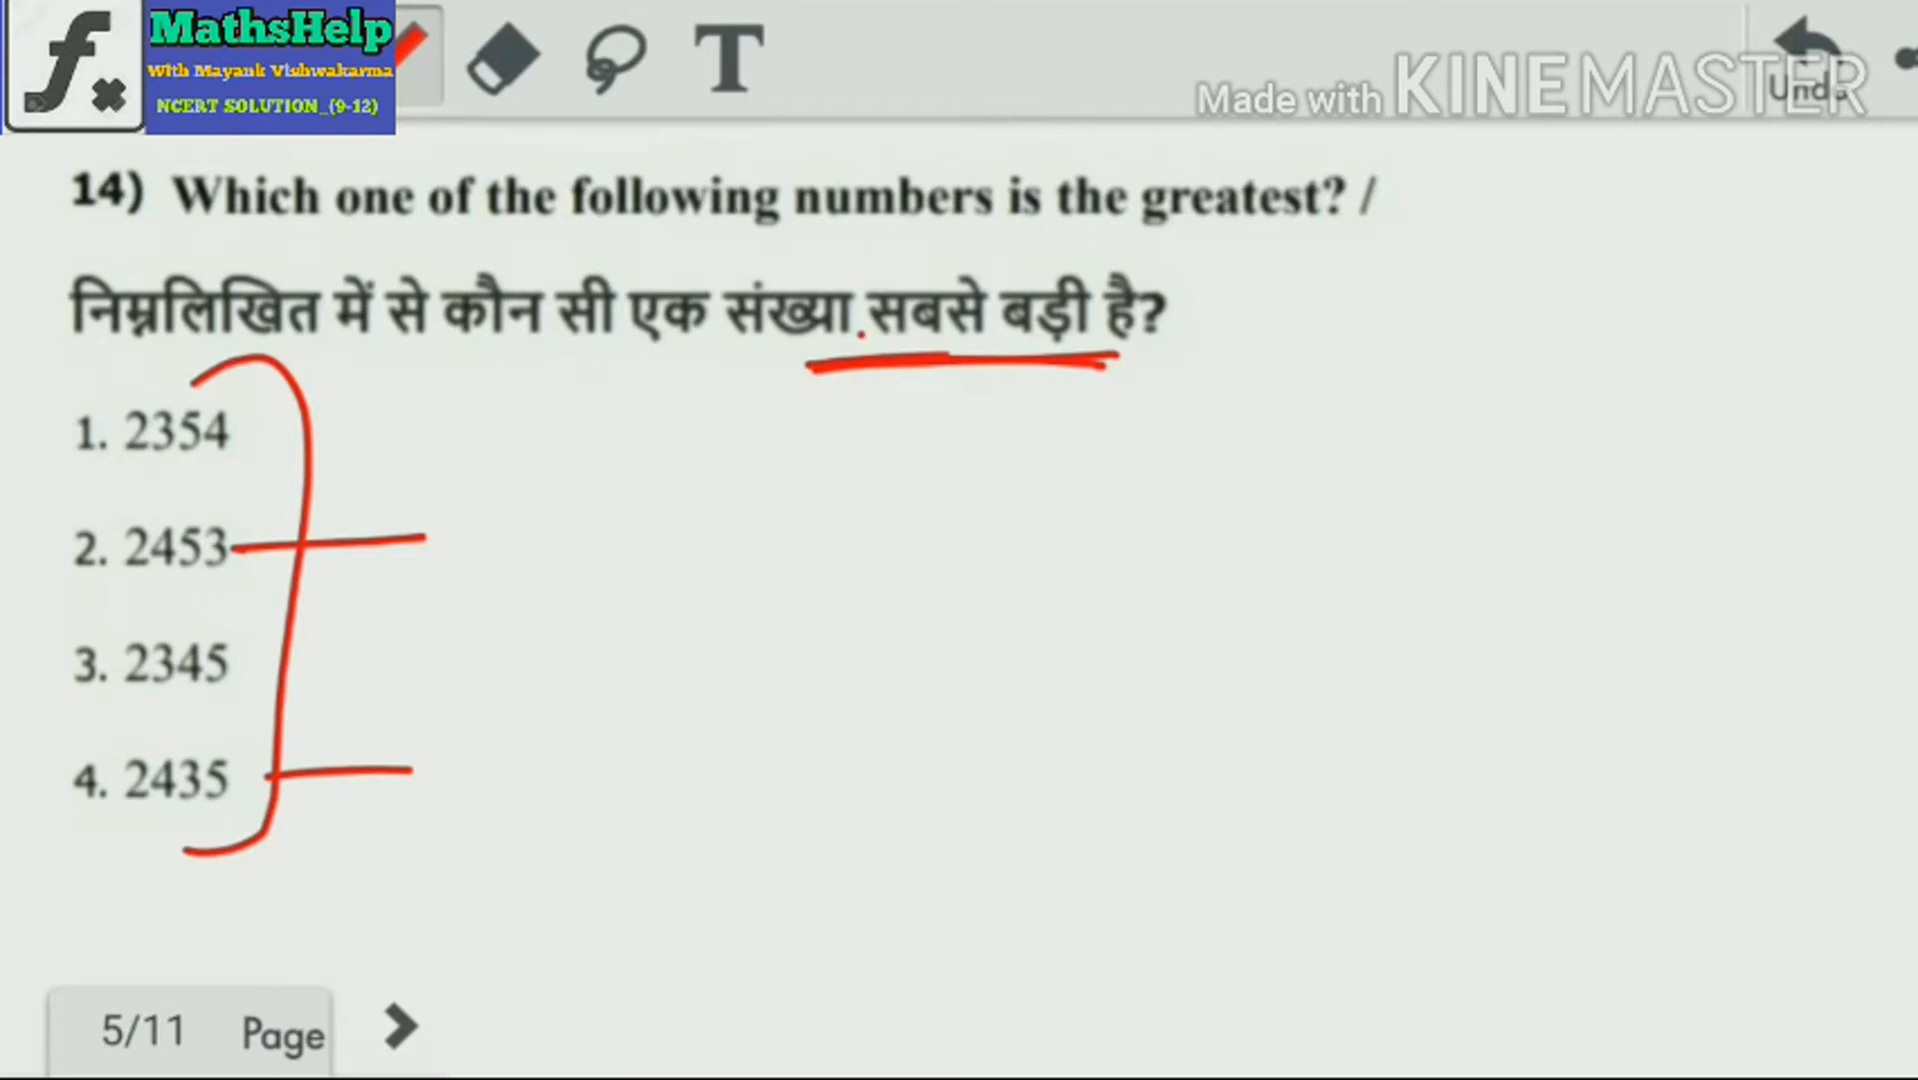 MathsHelp
With Mayank Vishwakarma
NCERT SOLUTION_(9-12)
T
Made with KINEMASTER
14) Which one of the following numbers is the greatest? /
निम्नलिखित में से कौन सी एक संख्या सबसे बड़ी है?
1. 2354
2. 2453
3. 2345
4. 2435
5/11 Page